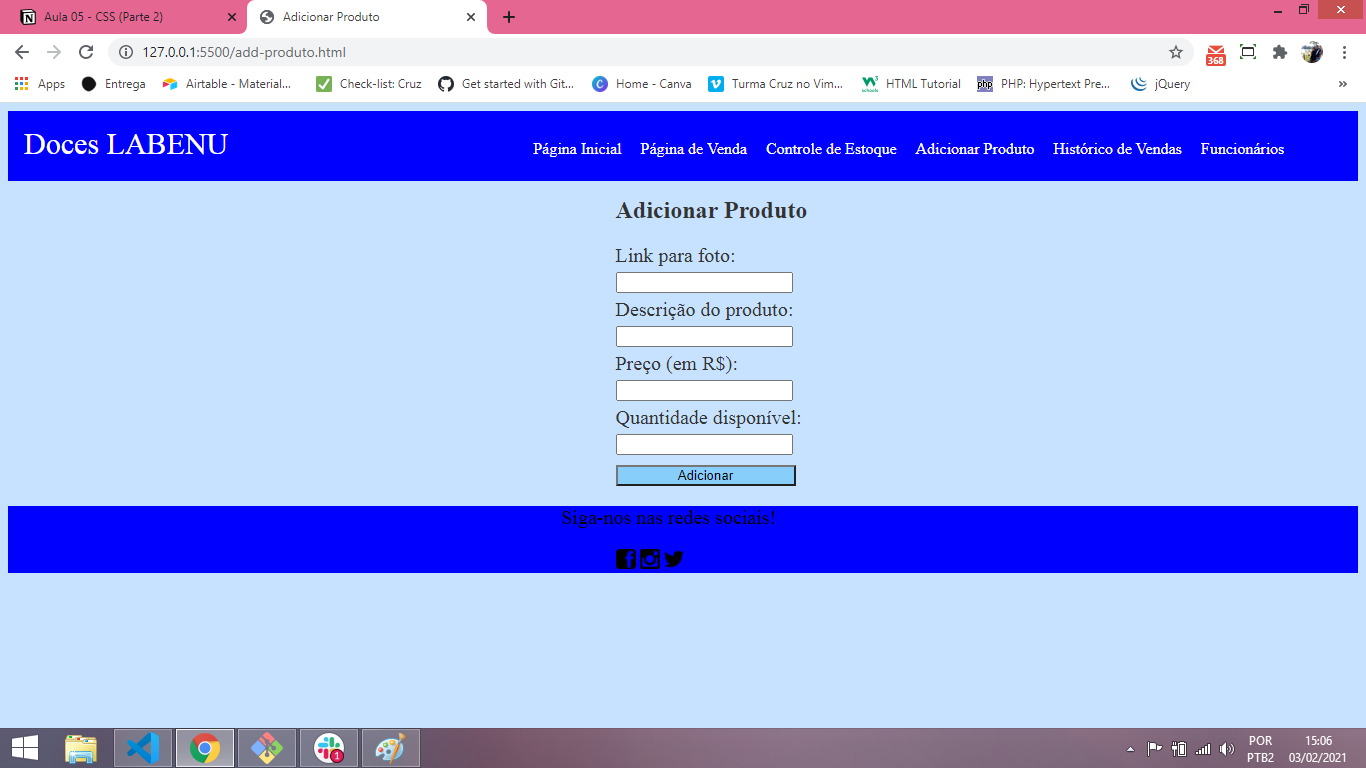 Aula 05 - CSS (Parte 2)
Adicionar Produto
127.0.0.1:5500/add-produto.html
368
Apps
Entrega
Airtable - Material...
Check-list: Cruz
Get started with Git...
Home - Canva
Turma Cruz no Vim...
HTML Tutorial
PHP: Hypertext Pre...
jQuery
»
Doces LABENU
Página Inicial Página de Venda Controle de Estoque Adicionar Produto Histórico de Vendas Funcionários
Adicionar Produto
Link para foto:
Descrição do produto:
Preço (em R$):
Quantidade disponível:
Adicionar
Siga-nos nas redes sociais!
1
POR
PTB2
15:06
03/02/2021